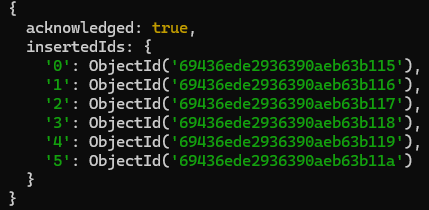 {
  acknowledged: true,
  insertedIds: {
    '0': ObjectId('69436ede2936390aeb63b115'),
    '1': ObjectId('69436ede2936390aeb63b116'),
    '2': ObjectId('69436ede2936390aeb63b117'),
    '3': ObjectId('69436ede2936390aeb63b118'),
    '4': ObjectId('69436ede2936390aeb63b119'),
    '5': ObjectId('69436ede2936390aeb63b11a')
  }
}